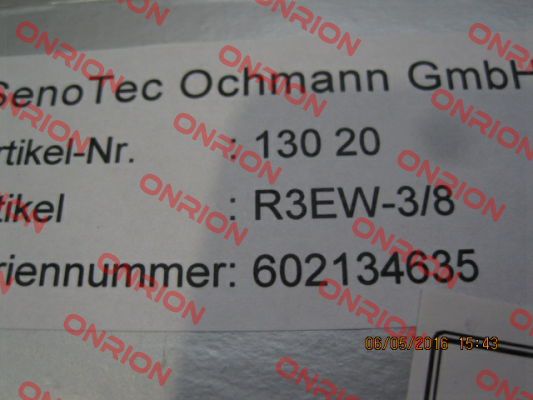 SenoTec Ochmann GmbH
rtikel-Nr. : 130 20
tikel : R3EW-3/8
riennummer: 602134635
06/05/2016 15:43
ONRION